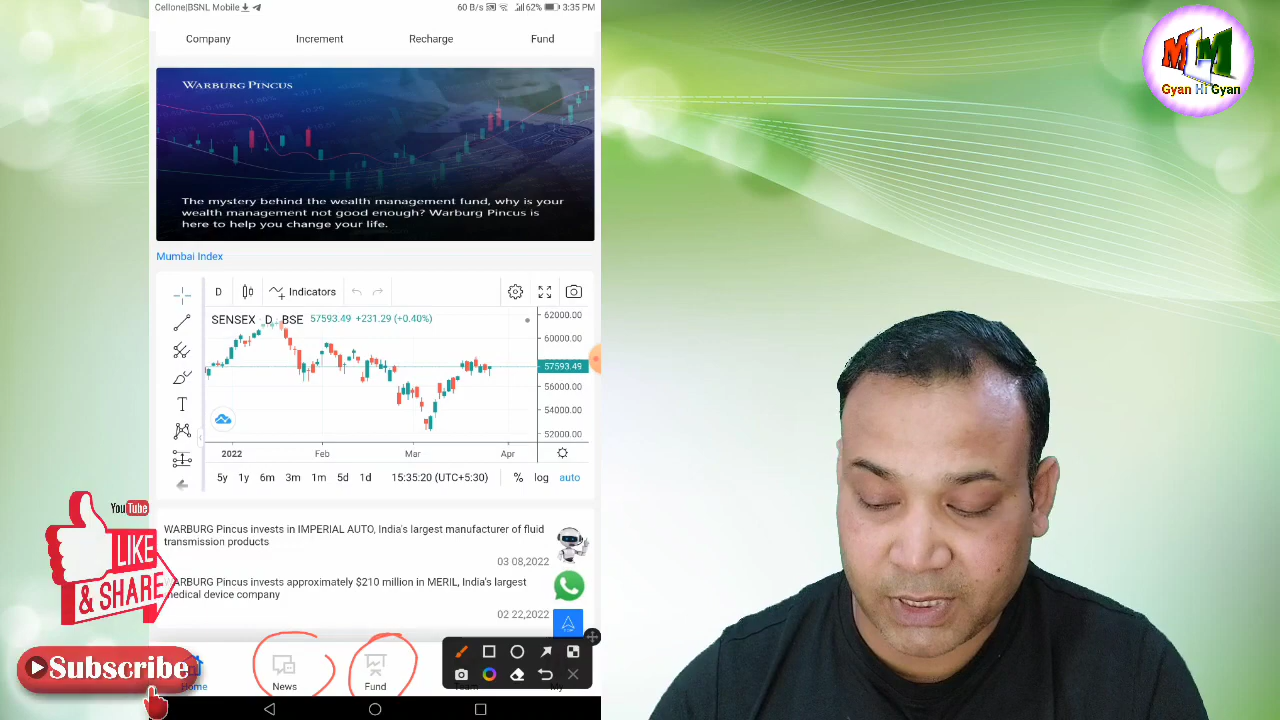 Cellone|BSNL Mobile
60 B/s 62% 3:35 PM
Company Increment Recharge Fund
WARBURG PINCUS
The mystery behind the wealth management fund, why is your
wealth management not good enough? Warburg Pincus is
here to help you change your life.
Mumbai Index
D Indicators
SENSEX · D · BSE 57593.49 +231.29 (+0.40%)
62000.00
60000.00
57593.49
56000.00
54000.00
52000.00
2022 Feb Mar Apr
5y 1y 6m 3m 1m 5d 1d 15:35:20 (UTC+5:30) % log auto
WARBURG Pincus invests in IMPERIAL AUTO, India's largest manufacturer of fluid
transmission products
03 08,2022
WARBURG Pincus invests approximately $210 million in MERIL, India's largest
medical device company
02 22,2022
Home News Fund Team My
YouTube
LIKE
& SHARE
Subscribe
MM
Gyan Hi Gyan